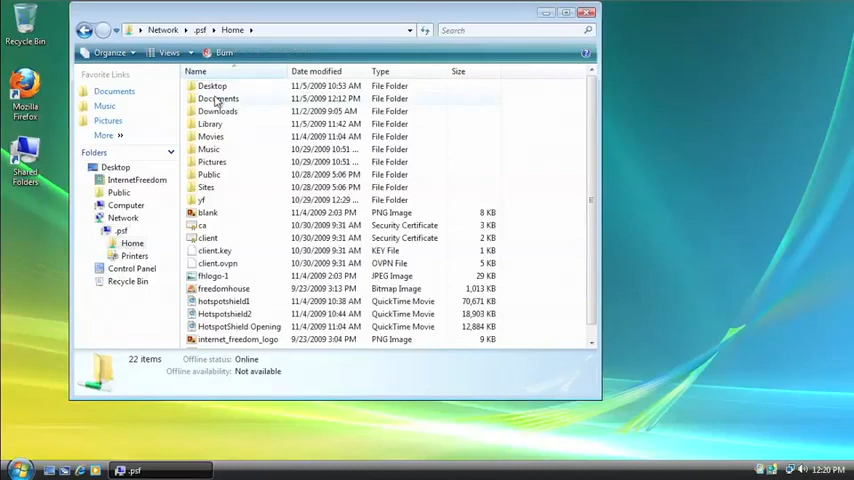 Recycle Bin
Mozilla
Firefox
Shared
Folders
Network .psf Home Search
Organize Views Burn
Favorite Links
Documents
Music
Pictures
More »
Folders
Desktop
InternetFreedom
Public
Computer
Network
.psf
Home
Printers
Control Panel
Recycle Bin
Name Date modified Type Size
Desktop 11/5/2009 10:53 AM File Folder
Documents 11/5/2009 12:12 PM File Folder
Downloads 11/2/2009 9:05 AM File Folder
Library 11/5/2009 11:42 AM File Folder
Movies 11/4/2009 11:04 AM File Folder
Music 10/29/2009 10:51 ... File Folder
Pictures 10/29/2009 10:51 ... File Folder
Public 10/28/2009 5:06 PM File Folder
Sites 10/28/2009 5:06 PM File Folder
yf 10/29/2009 12:29 ... File Folder
blank 11/4/2009 2:03 PM PNG Image 8 KB
ca 10/30/2009 9:31 AM Security Certificate 3 KB
client 10/30/2009 9:31 AM Security Certificate 2 KB
client.key 10/30/2009 9:31 AM KEY File 1 KB
client.ovpn 10/30/2009 9:31 AM OVPN File 5 KB
fhlogo-1 11/4/2009 2:03 PM JPEG Image 29 KB
freedomhouse 9/23/2009 3:13 PM Bitmap Image 1,013 KB
hotspotshield1 11/4/2009 10:38 AM QuickTime Movie 70,671 KB
Hotspotshield2 11/4/2009 10:44 AM QuickTime Movie 18,903 KB
HotspotShield Opening 11/4/2009 11:04 AM QuickTime Movie 12,884 KB
internet_freedom_logo 9/23/2009 3:04 PM PNG Image 9 KB
22 items Offline status: Online
Offline availability: Not available
.psf
12:20 PM